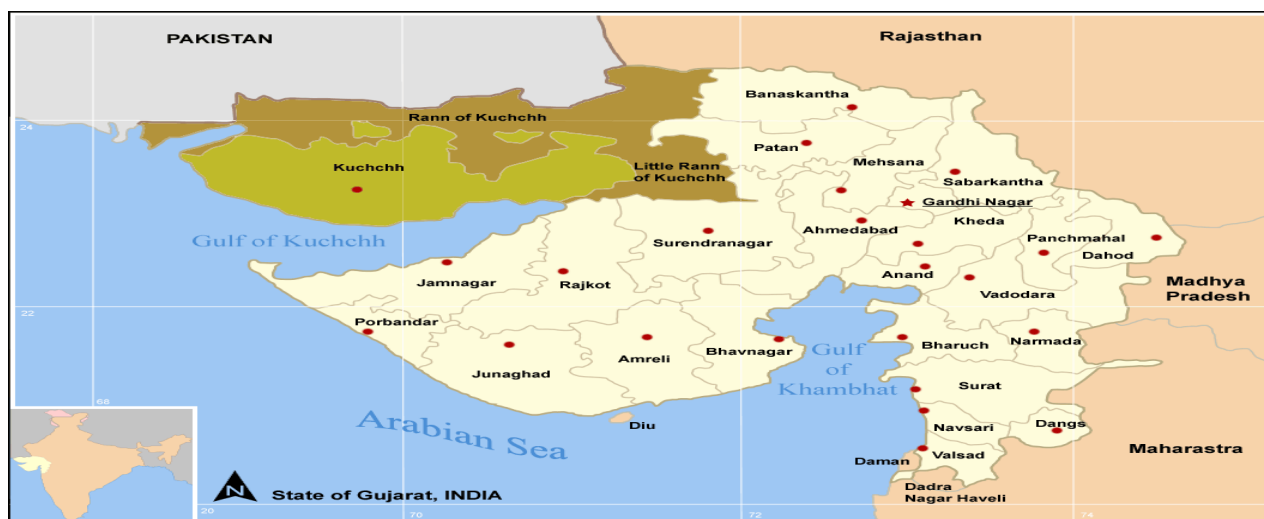 PAKISTAN
Rajasthan
Banaskantha
24
Rann of Kuchchh
Patan
Mehsana
Kuchchh
Little Rann
of Kuchchh
Sabarkantha
Gandhi Nagar
Kheda
Ahmedabad
Gulf of Kuchchh
Surendranagar
Panchmahal
Dahod
Anand
Jamnagar
Rajkot
Vadodara
Madhya
Pradesh
22
Porbandar
Bharuch
Narmada
Amreli
Bhavnagar
Gulf
of
Khambhat
Junaghad
Surat
68
Arabian Sea
Diu
Navsari
Dangs
Maharastra
Daman
Valsad
Dadra
Nagar Haveli
N
State of Gujarat, INDIA
20
70
72
74